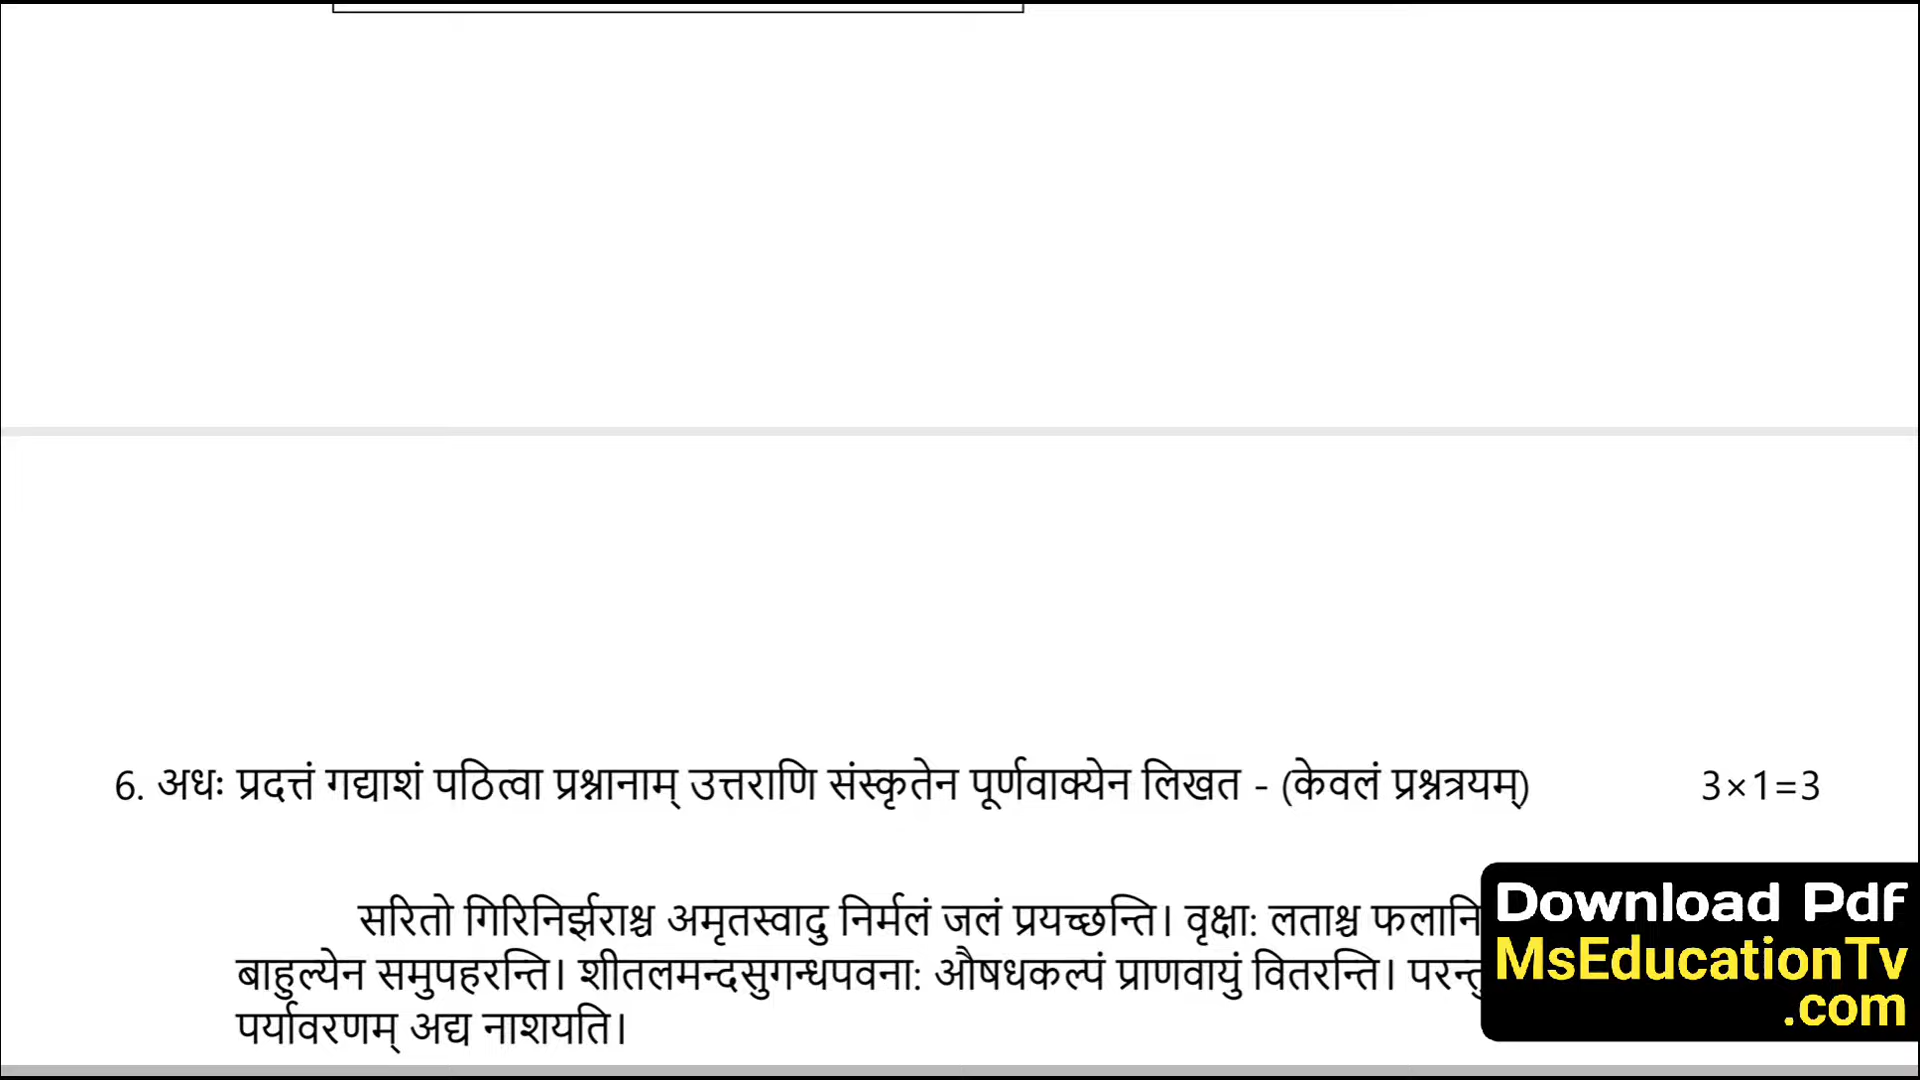 6. अधः प्रदत्तं गद्याशं पठित्वा प्रश्नानाम् उत्तराणि संस्कृतेन पूर्णवाक्येन लिखत - (केवलं प्रश्नत्रयम्) 3×1=3
सरितो गिरिनिर्झराश्च अमृतस्वादु निर्मलं जलं प्रयच्छन्ति। वृक्षा: लताश्च फलानि
बाहुल्येन समुपहरन्ति। शीतलमन्दसुगन्धपवना: औषधकल्पं प्राणवायुं वितरन्ति। परन्तु
पर्यावरणम् अद्य नाशयति।
Download Pdf
MsEducationTv
.com